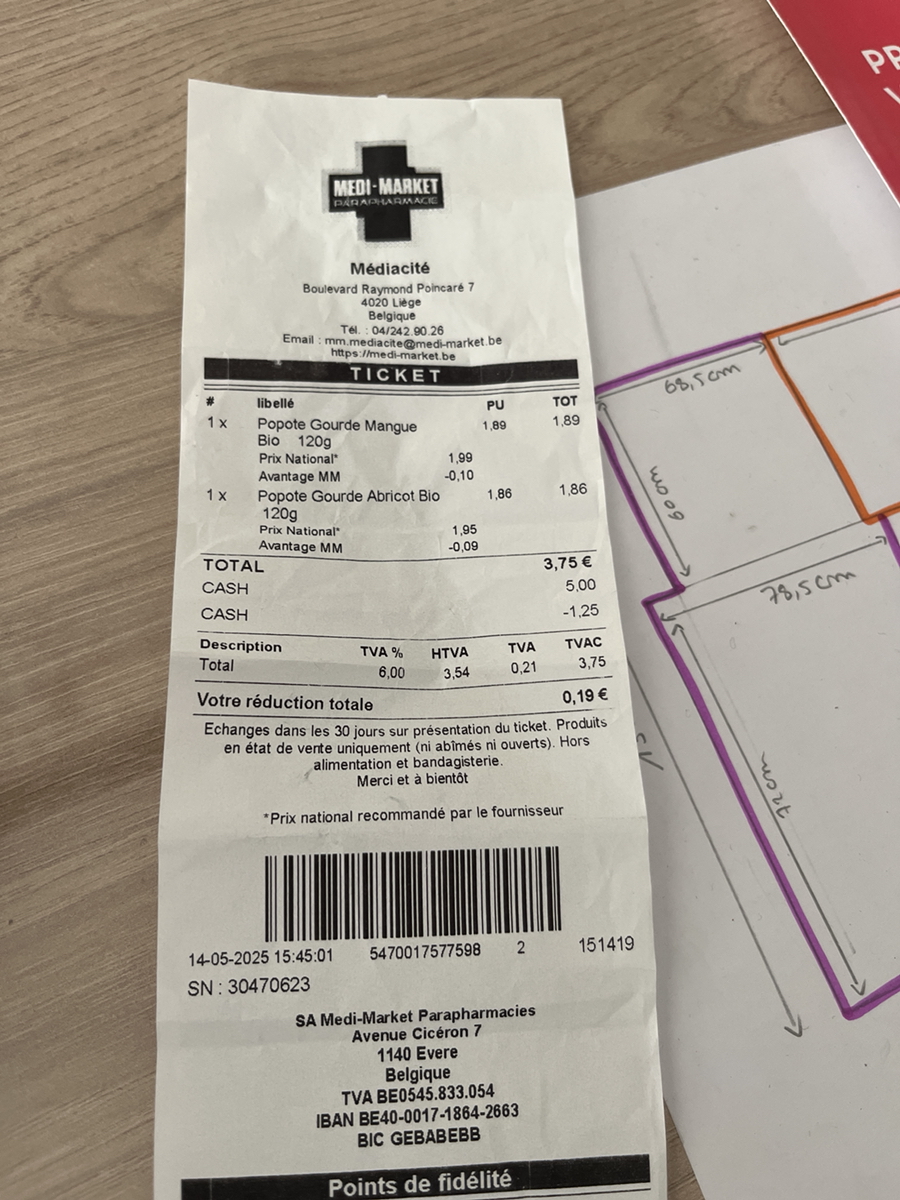 MEDI-MARKET
PARAPHARMACIE
Médiacité
Boulevard Raymond Poincaré 7
4020 Liège
Belgique
Tél. : 04/242.90.26
Email : mm.mediacite@medi-market.be
https://medi-market.be
TICKET
# libellé PU TOT
1 x Popote Gourde Mangue 1,89 1,89
Bio 120g
Prix National* 1,99
Avantage MM -0,10
1 x Popote Gourde Abricot Bio 1,86 1,86
120g
Prix National* 1,95
Avantage MM -0,09
TOTAL 3,75 €
CASH 5,00
CASH -1,25
Description TVA % HTVA TVA TVAC
Total 6,00 3,54 0,21 3,75
Votre réduction totale 0,19 €
Echanges dans les 30 jours sur présentation du ticket. Produits
en état de vente uniquement (ni abîmés ni ouverts). Hors
alimentation et bandagisterie.
Merci et à bientôt
*Prix national recommandé par le fournisseur
14-05-2025 15:45:01 5470017577598 2 151419
SN : 30470623
SA Medi-Market Parapharmacies
Avenue Cicéron 7
1140 Evere
Belgique
TVA BE0545.833.054
IBAN BE40-0017-1864-2663
BIC GEBABEBB
Points de fidélité
68,5cm
60cm
78,5cm
72cm